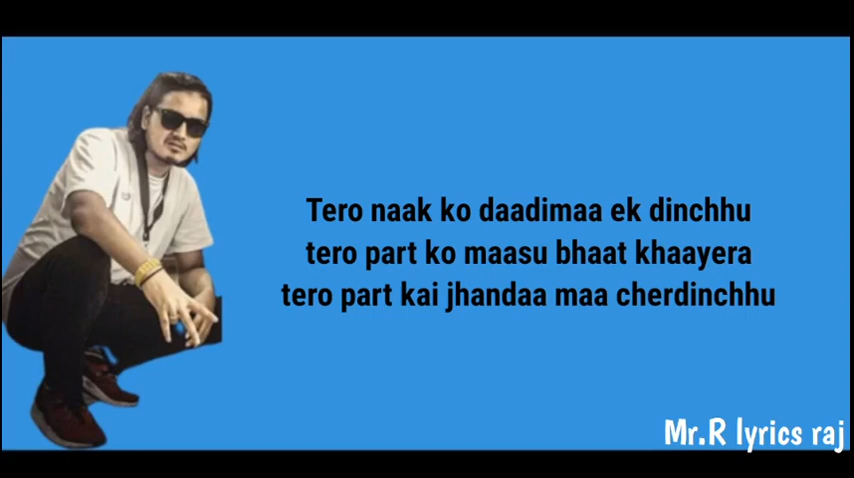 Tero naak ko daadimaa ek dinchhu
tero part ko maasu bhaat khaayera
tero part kai jhandaa maa cherdinchhu
Mr.R lyrics raj